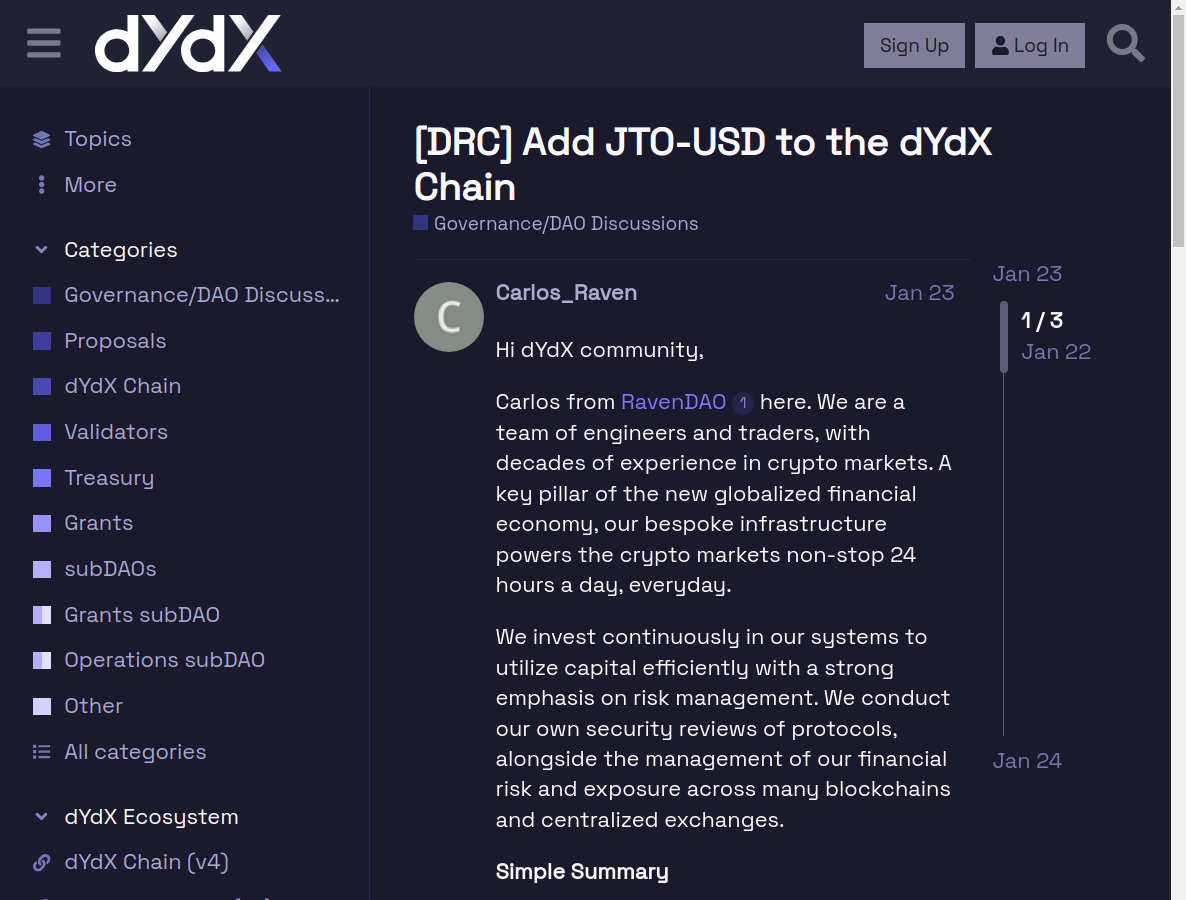 dYdX
Sign Up
Log In
Topics
More
Categories
Governance/DAO Discuss...
Proposals
dYdX Chain
Validators
Treasury
Grants
subDAOs
Grants subDAO
Operations subDAO
Other
All categories
dYdX Ecosystem
dYdX Chain (v4)
[DRC] Add JTO-USD to the dYdX
Chain
Governance/DAO Discussions
C
Carlos_Raven
Jan 23
Hi dYdX community,
Carlos from RavenDAO 1 here. We are a
team of engineers and traders, with
decades of experience in crypto markets. A
key pillar of the new globalized financial
economy, our bespoke infrastructure
powers the crypto markets non-stop 24
hours a day, everyday.
We invest continuously in our systems to
utilize capital efficiently with a strong
emphasis on risk management. We conduct
our own security reviews of protocols,
alongside the management of our financial
risk and exposure across many blockchains
and centralized exchanges.
Simple Summary
Jan 23
1 / 3
Jan 22
Jan 24